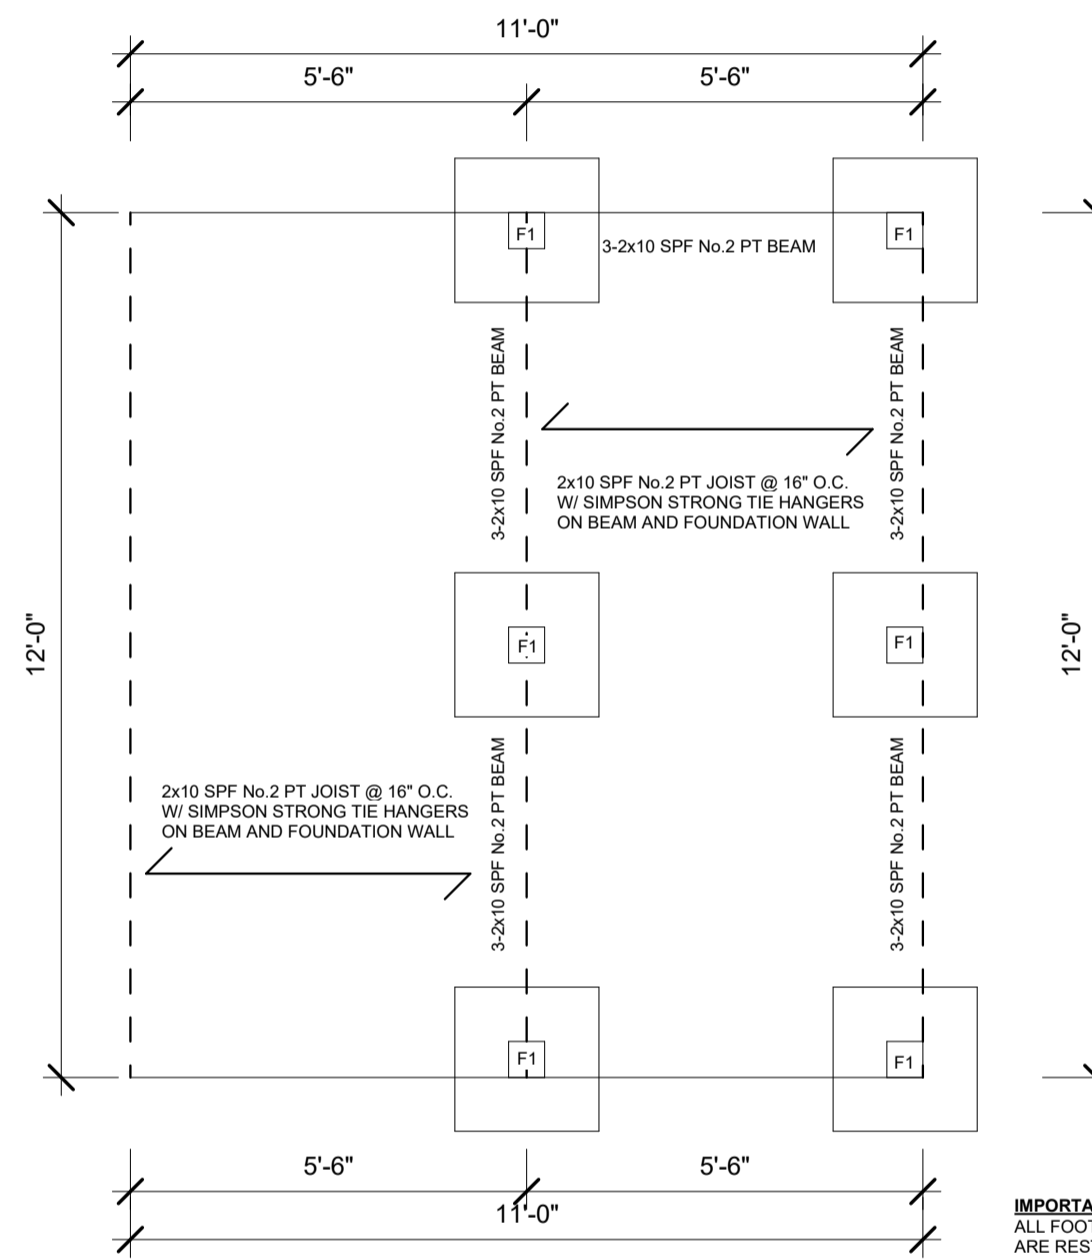 11'-0"
5'-6"
5'-6"
F1
F1
3-2x10 SPF No.2 PT BEAM
3-2x10 SPF No.2 PT BEAM
3-2x10 SPF No.2 PT BEAM
2x10 SPF No.2 PT JOIST @ 16" O.C.
W/ SIMPSON STRONG TIE HANGERS
ON BEAM AND FOUNDATION WALL
12'-0"
F1
F1
12'-0"
2x10 SPF No.2 PT JOIST @ 16" O.C.
W/ SIMPSON STRONG TIE HANGERS
ON BEAM AND FOUNDATION WALL
3-2x10 SPF No.2 PT BEAM
3-2x10 SPF No.2 PT BEAM
F1
F1
5'-6"
5'-6"
11'-0"
ARE